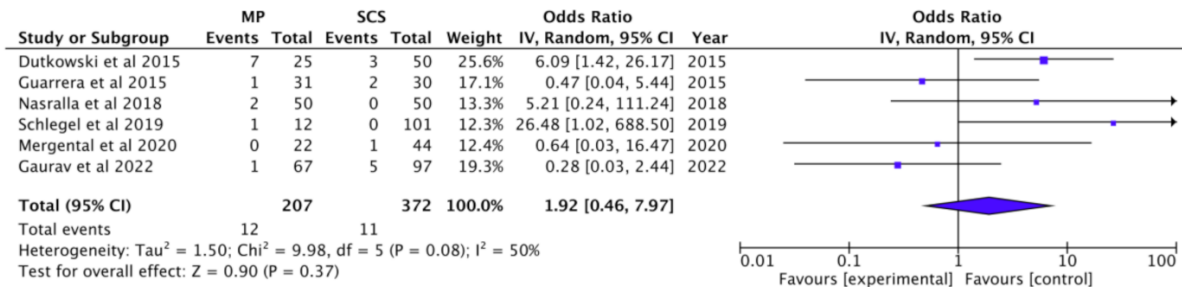 MP SCS Odds Ratio Odds Ratio
Study or Subgroup Events Total Events Total Weight IV, Random, 95% CI Year IV, Random, 95% CI
Dutkowski et al 2015 7 25 3 50 25.6% 6.09 [1.42, 26.17] 2015
Guarrera et al 2015 1 31 2 30 17.1% 0.47 [0.04, 5.44] 2015
Nasralla et al 2018 2 50 0 50 13.3% 5.21 [0.24, 111.24] 2018
Schlegel et al 2019 1 12 0 101 12.3% 26.48 [1.02, 688.50] 2019
Mergental et al 2020 0 22 1 44 12.4% 0.64 [0.03, 16.47] 2020
Gaurav et al 2022 1 67 5 97 19.3% 0.28 [0.03, 2.44] 2022
Total (95% CI) 207 372 100.0% 1.92 [0.46, 7.97]
Total events 12 11
Heterogeneity: Tau² = 1.50; Chi² = 9.98, df = 5 (P = 0.08); I² = 50%
Test for overall effect: Z = 0.90 (P = 0.37)
0.01 0.1 1 10 100
Favours [experimental] Favours [control]